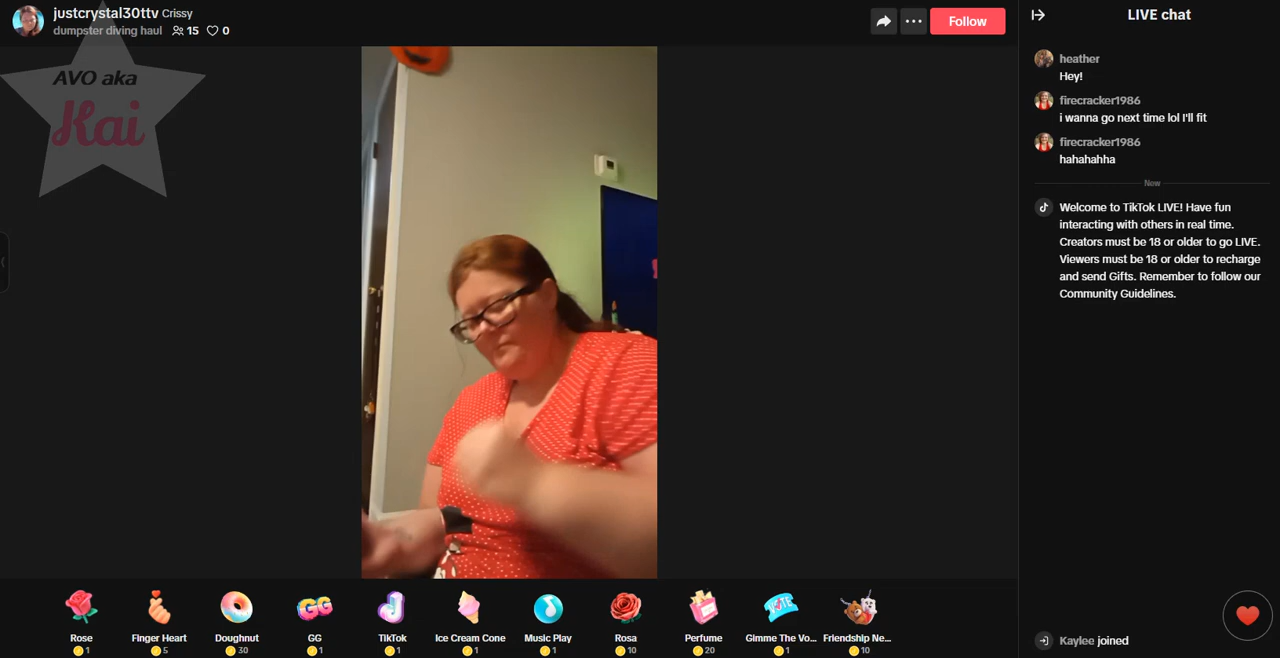 justcrystal30ttv Crissy
dumpster diving haul 15 0
Follow
LIVE chat
AVO aka
Kai
heather
Hey!
firecracker1986
i wanna go next time lol I'll fit
firecracker1986
hahahahha
New
Welcome to TikTok LIVE! Have fun
interacting with others in real time.
Creators must be 18 or older to go LIVE.
Viewers must be 18 or older to recharge
and send Gifts. Remember to follow our
Community Guidelines.
GG
VOTE
Rose Finger Heart Doughnut GG TikTok Ice Cream Cone Music Play Rosa Perfume GImme The Vo... Friendship Ne...
1 5 30 1 1 1 1 10 20 1 10
Kaylee joined